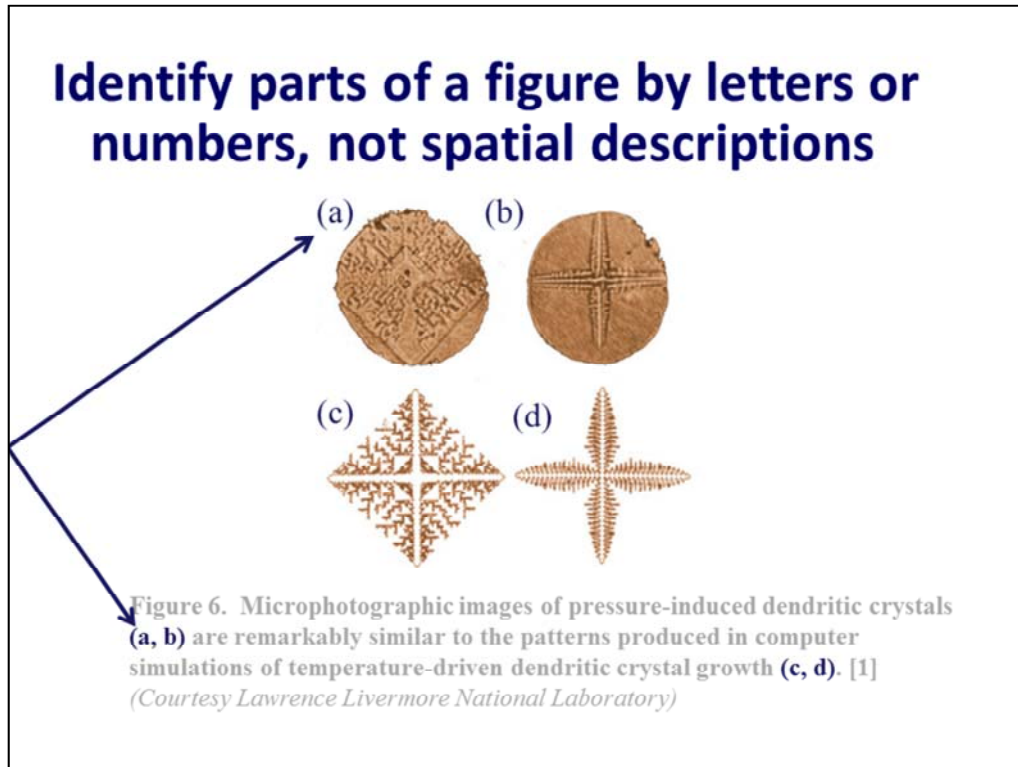 Identify parts of a figure by letters or
numbers, not spatial descriptions
(a) (b)
(c) (d)
Figure 6. Microphotographic images of pressure-induced dendritic crystals
(a, b) are remarkably similar to the patterns produced in computer
simulations of temperature-driven dendritic crystal growth (c, d). [1]
(Courtesy Lawrence Livermore National Laboratory)